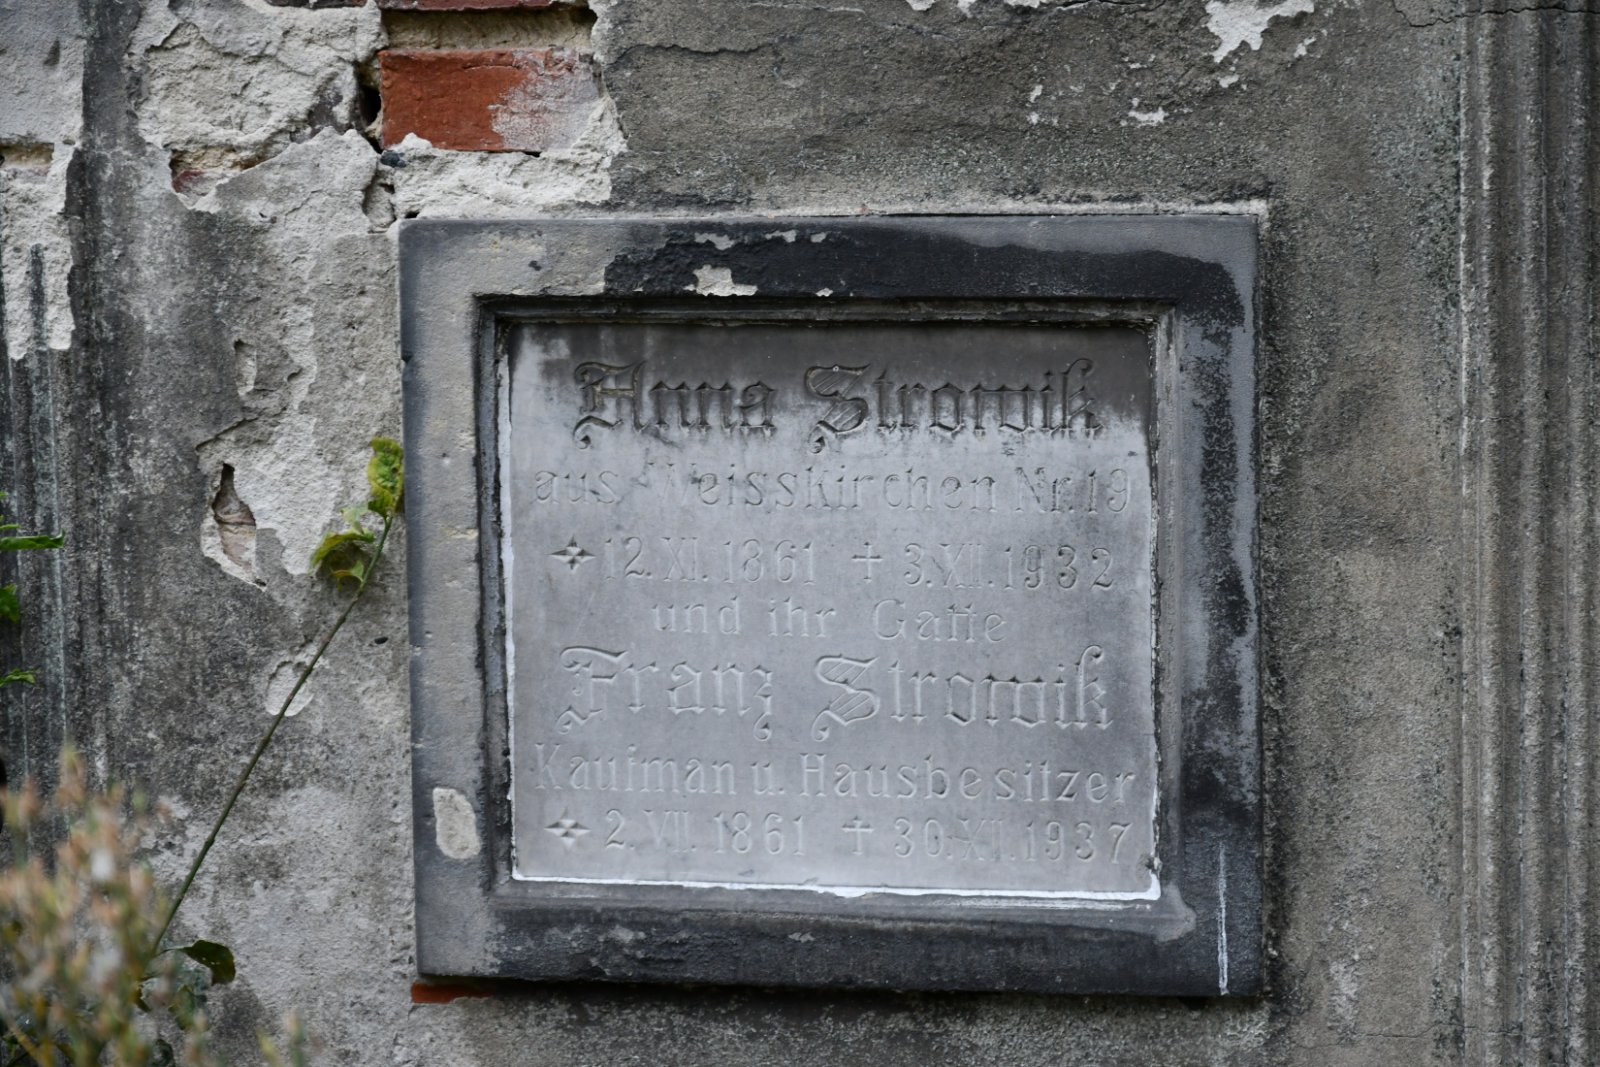 Anna Strowik
aus Weisskirchen Nr. 19
✦ 12. XI. 1861 † 3. XII. 1932
und ihr Gatte
Franz Strowik
Kaufman u. Hausbesitzer
✦ 2. VII. 1861 † 30. XII. 1937